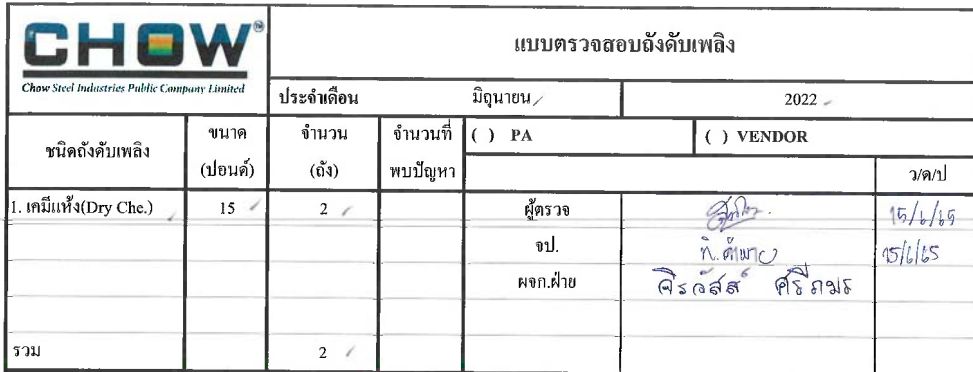 CHOW
Chow Steel Industries Public Company Limited
แบบตรวจสอบถังดับเพลิง
ประจำเดือน มิถุนายน 2022
ชนิดถังดับเพลิง ขนาด (ปอนด์) จำนวน (ถัง) จำนวนที่พบปัญหา ( ) PA ( ) VENDOR
ว/ด/ป
1. เคมีแห้ง(Dry Che.) 15 2 ผู้ตรวจ 15/6/65
จป. 15/6/65
ผจก.ฝ่าย จิรวัสส์ ศรีภมร
รวม 2